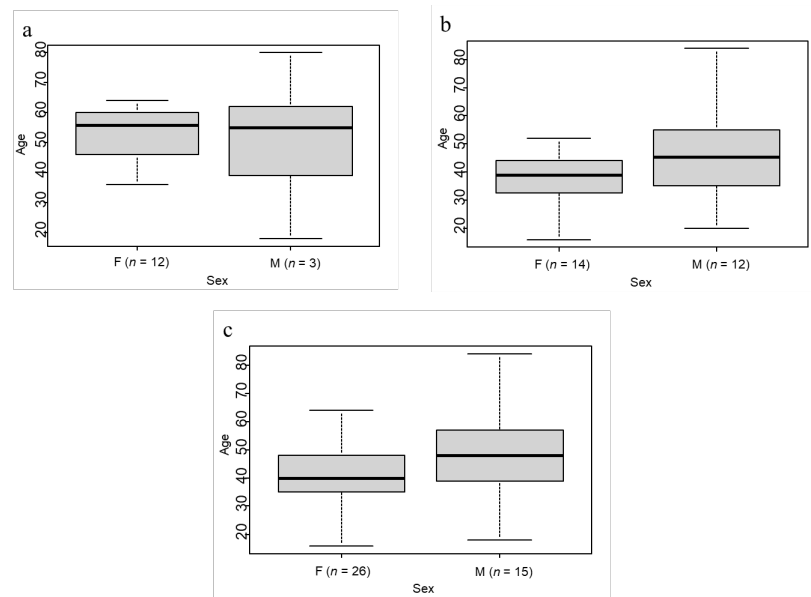 a
80
70
60
50
40
30
20
Age
F (n = 12) M (n = 3)
Sex
b
80
70
60
50
40
30
20
Age
F (n = 14) M (n = 12)
Sex
c
80
70
60
50
40
30
20
Age
F (n = 26) M (n = 15)
Sex